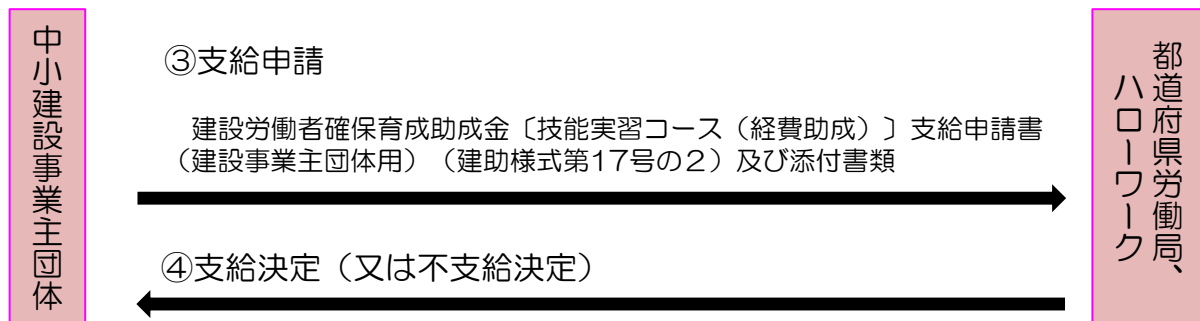 中小建設事業主団体
③支給申請
建設労働者確保育成助成金〔技能実習コース（経費助成）〕支給申請書
（建設事業主団体用）（建助様式第17号の２）及び添付書類
④支給決定（又は不支給決定）
都道府県労働局、
ハローワーク